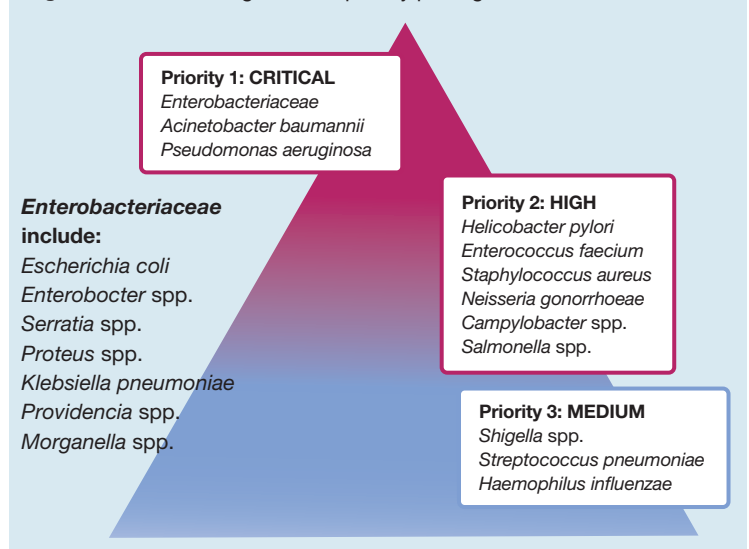 Priority 1: CRITICAL
Enterobacteriaceae
Acinetobacter baumannii
Pseudomonas aeruginosa
Enterobacteriaceae
include:
Escherichia coli
Enterobocter spp.
Serratia spp.
Proteus spp.
Klebsiella pneumoniae
Providencia spp.
Morganella spp.
Priority 2: HIGH
Helicobacter pylori
Enterococcus faecium
Staphylococcus aureus
Neisseria gonorrhoeae
Campylobacter spp.
Salmonella spp.
Priority 3: MEDIUM
Shigella spp.
Streptococcus pneumoniae
Haemophilus influenzae